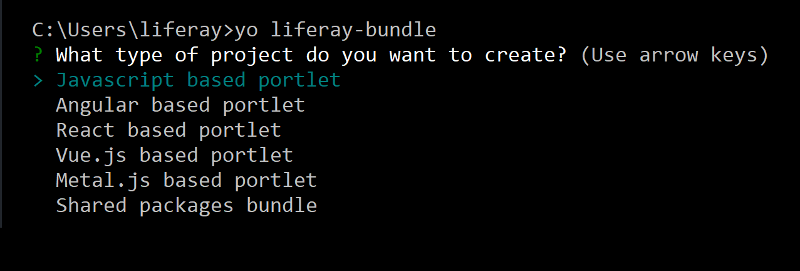 C:\Users\liferay>yo liferay-bundle
? What type of project do you want to create? (Use arrow keys)
> Javascript based portlet
Angular based portlet
React based portlet
Vue.js based portlet
Metal.js based portlet
Shared packages bundle